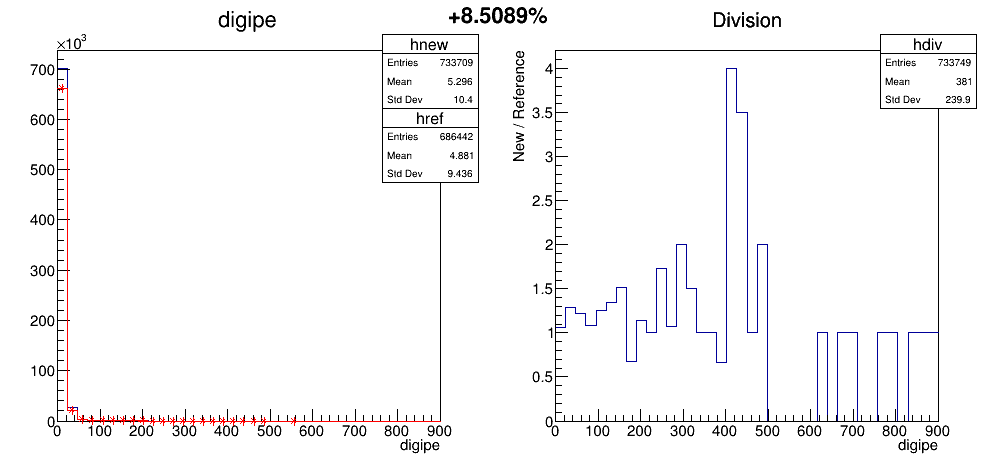 +8.5089%
digipe
×10³
hnew
Entries 733709
Mean 5.296
Std Dev 10.4
href
Entries 686442
Mean 4.881
Std Dev 9.436
700
600
500
400
300
200
100
0
0 100 200 300 400 500 600 700 800 900
digipe
Division
hdiv
Entries 733749
Mean 381
Std Dev 239.9
New / Reference
4
3.5
3
2.5
2
1.5
1
0.5
0
0 100 200 300 400 500 600 700 800 900
digipe